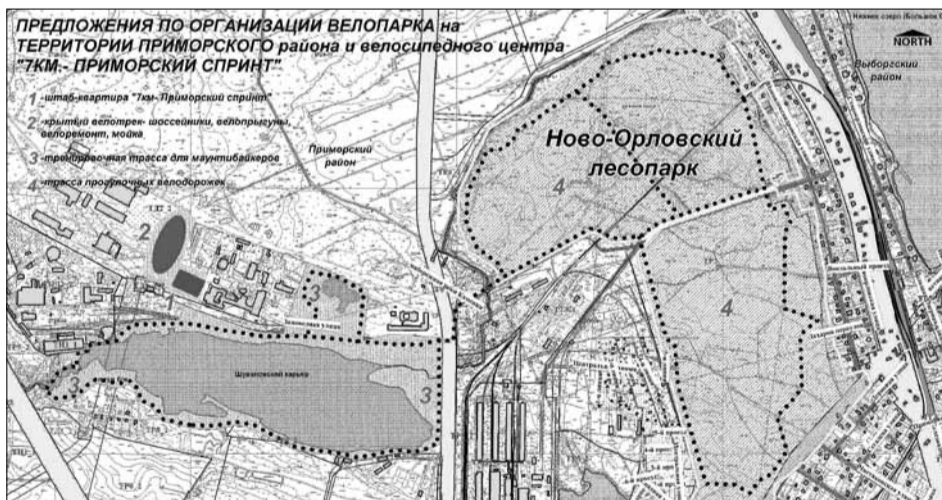 ПРЕДЛОЖЕНИЯ ПО ОРГАНИЗАЦИИ ВЕЛОПАРКА на
ТЕРРИТОРИИ ПРИМОРСКОГО района и велосипедного центра
"7КМ.- ПРИМОРСКИЙ СПРИНТ"
1 -штаб-квартира "7км- Приморский спринт"
2 -крытый велотрек- шоссейники, велопрыгуны,
велоремонт, мойка
3 -тренировочная трасса для маунтибайкеров
4 -трасса прогулочных велодорожек
NORTH
Выборгский
район
Приморский
район
Ново-Орловский
лесопарк
4
2
1
3
4
Шуваловский карьер
3
3